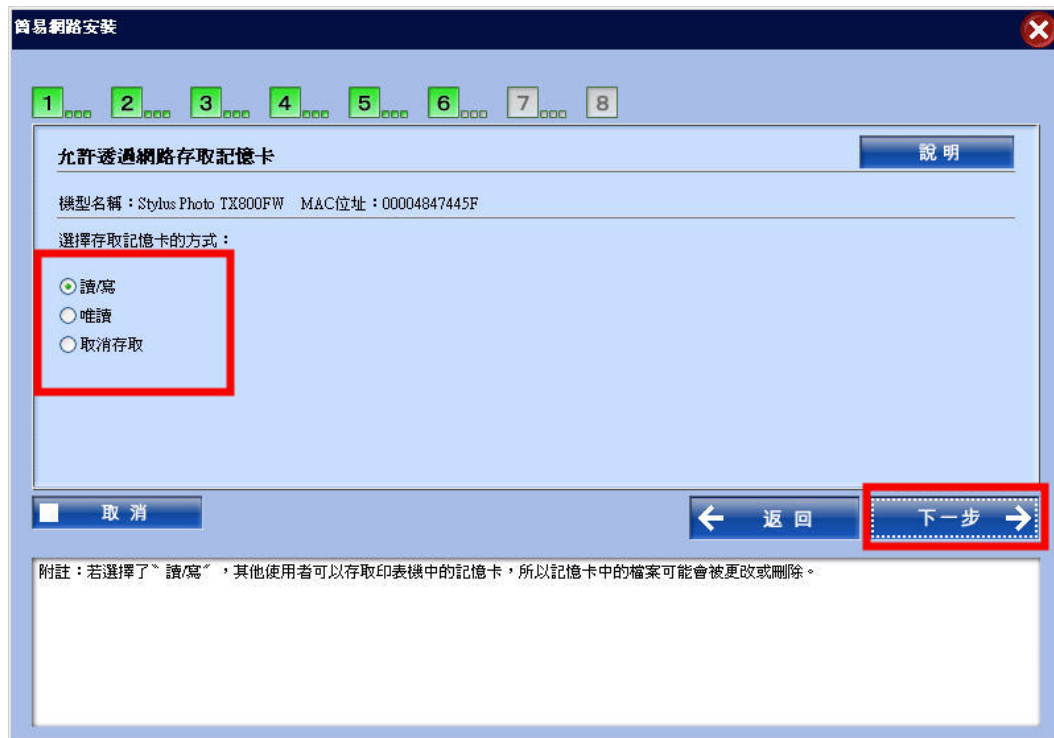 簡易網路安裝
1 2 3 4 5 6 7 8
允許透過網路存取記憶卡
說明
機型名稱：Stylus Photo TX800FW MAC位址：00004847445F
選擇存取記憶卡的方式：
讀/寫
唯讀
取消存取
取消
返回
下一步
附註：若選擇了〝讀/寫〞，其他使用者可以存取印表機中的記憶卡，所以記憶卡中的檔案可能會被更改或刪除。